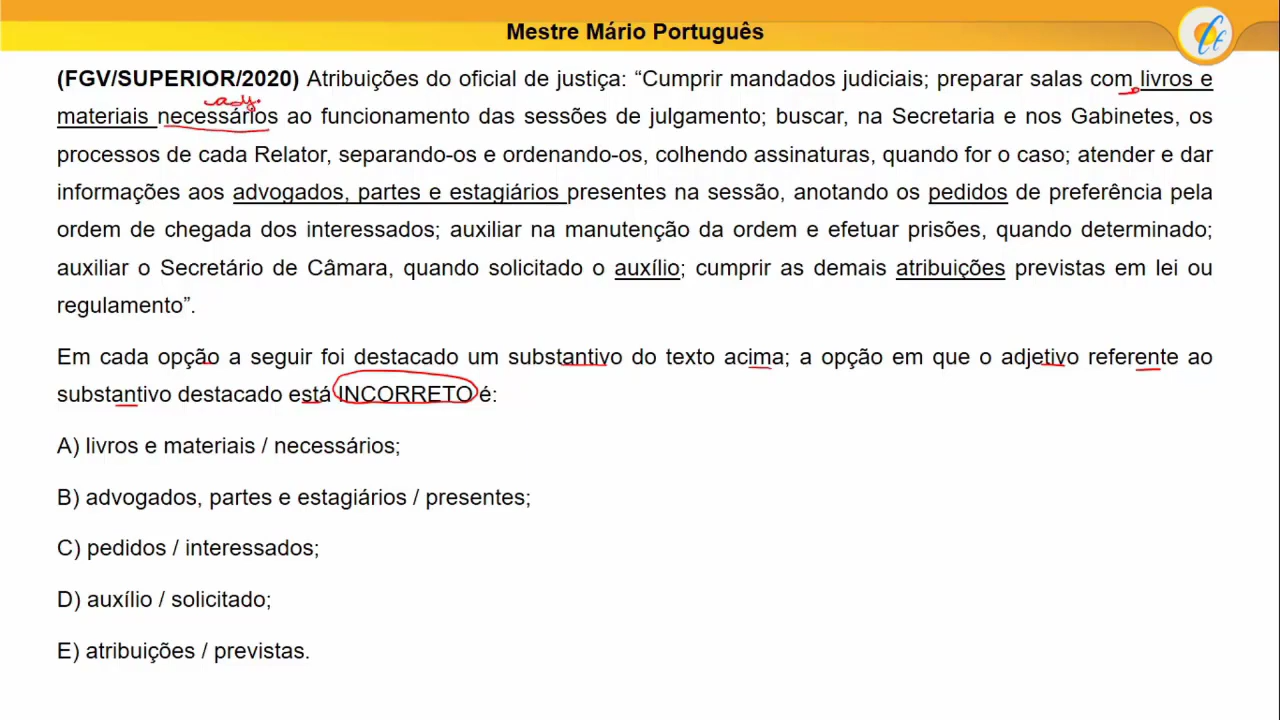 Mestre Mário Português
(FGV/SUPERIOR/2020) Atribuições do oficial de justiça: “Cumprir mandados judiciais; preparar salas com livros e
adj.
materiais necessários ao funcionamento das sessões de julgamento; buscar, na Secretaria e nos Gabinetes, os
processos de cada Relator, separando-os e ordenando-os, colhendo assinaturas, quando for o caso; atender e dar
informações aos advogados, partes e estagiários presentes na sessão, anotando os pedidos de preferência pela
ordem de chegada dos interessados; auxiliar na manutenção da ordem e efetuar prisões, quando determinado;
auxiliar o Secretário de Câmara, quando solicitado o auxílio; cumprir as demais atribuições previstas em lei ou
regulamento”.
Em cada opção a seguir foi destacado um substantivo do texto acima; a opção em que o adjetivo referente ao
substantivo destacado está INCORRETO é:
A) livros e materiais / necessários;
B) advogados, partes e estagiários / presentes;
C) pedidos / interessados;
D) auxílio / solicitado;
E) atribuições / previstas.